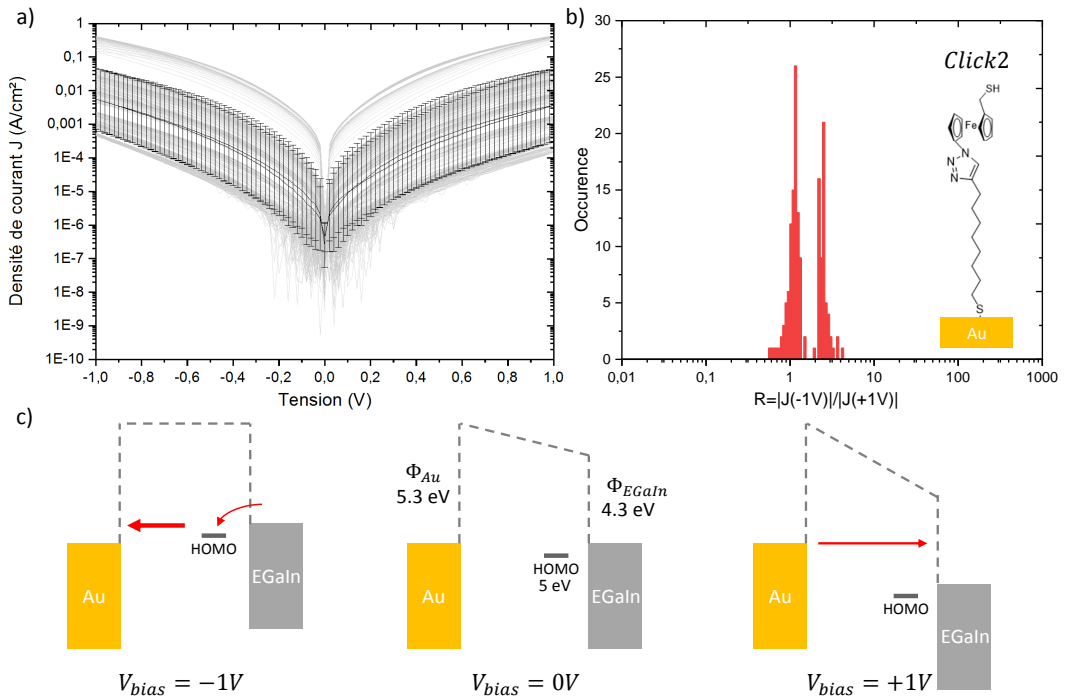 a)
Densité de courant J (A/cm²)
1
0,1
0,01
0,001
1E-4
1E-5
1E-6
1E-7
1E-8
1E-9
1E-10
-1,0
-0,8
-0,6
-0,4
-0,2
0,0
0,2
0,4
0,6
0,8
1,0
Tension (V)
b)
Occurence
30
25
20
15
10
5
0
0,01
0,1
1
10
100
1000
R=|J(-1V)|/|J(+1V)|
Click2
SH
Fe
N
N
N
S
Au
c)
Au
HOMO
EGaIn
V_bias = −1V
Φ_Au
5.3 eV
Φ_EGaIn
4.3 eV
Au
HOMO
5 eV
EGaIn
V_bias = 0V
Au
HOMO
EGaIn
V_bias = +1V